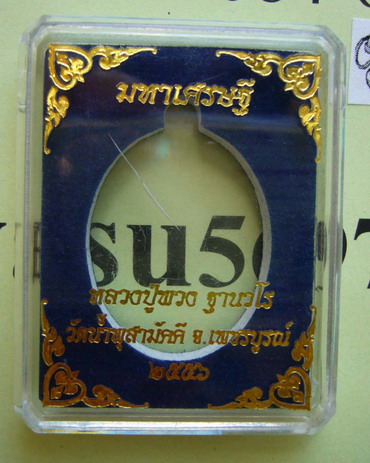 มหาเศรษฐี
su5
หลวงปู่พวง ฐานวโร
วัดน้ำพุสามัคคี จ.เพชรบูรณ์
๒๕๕๖